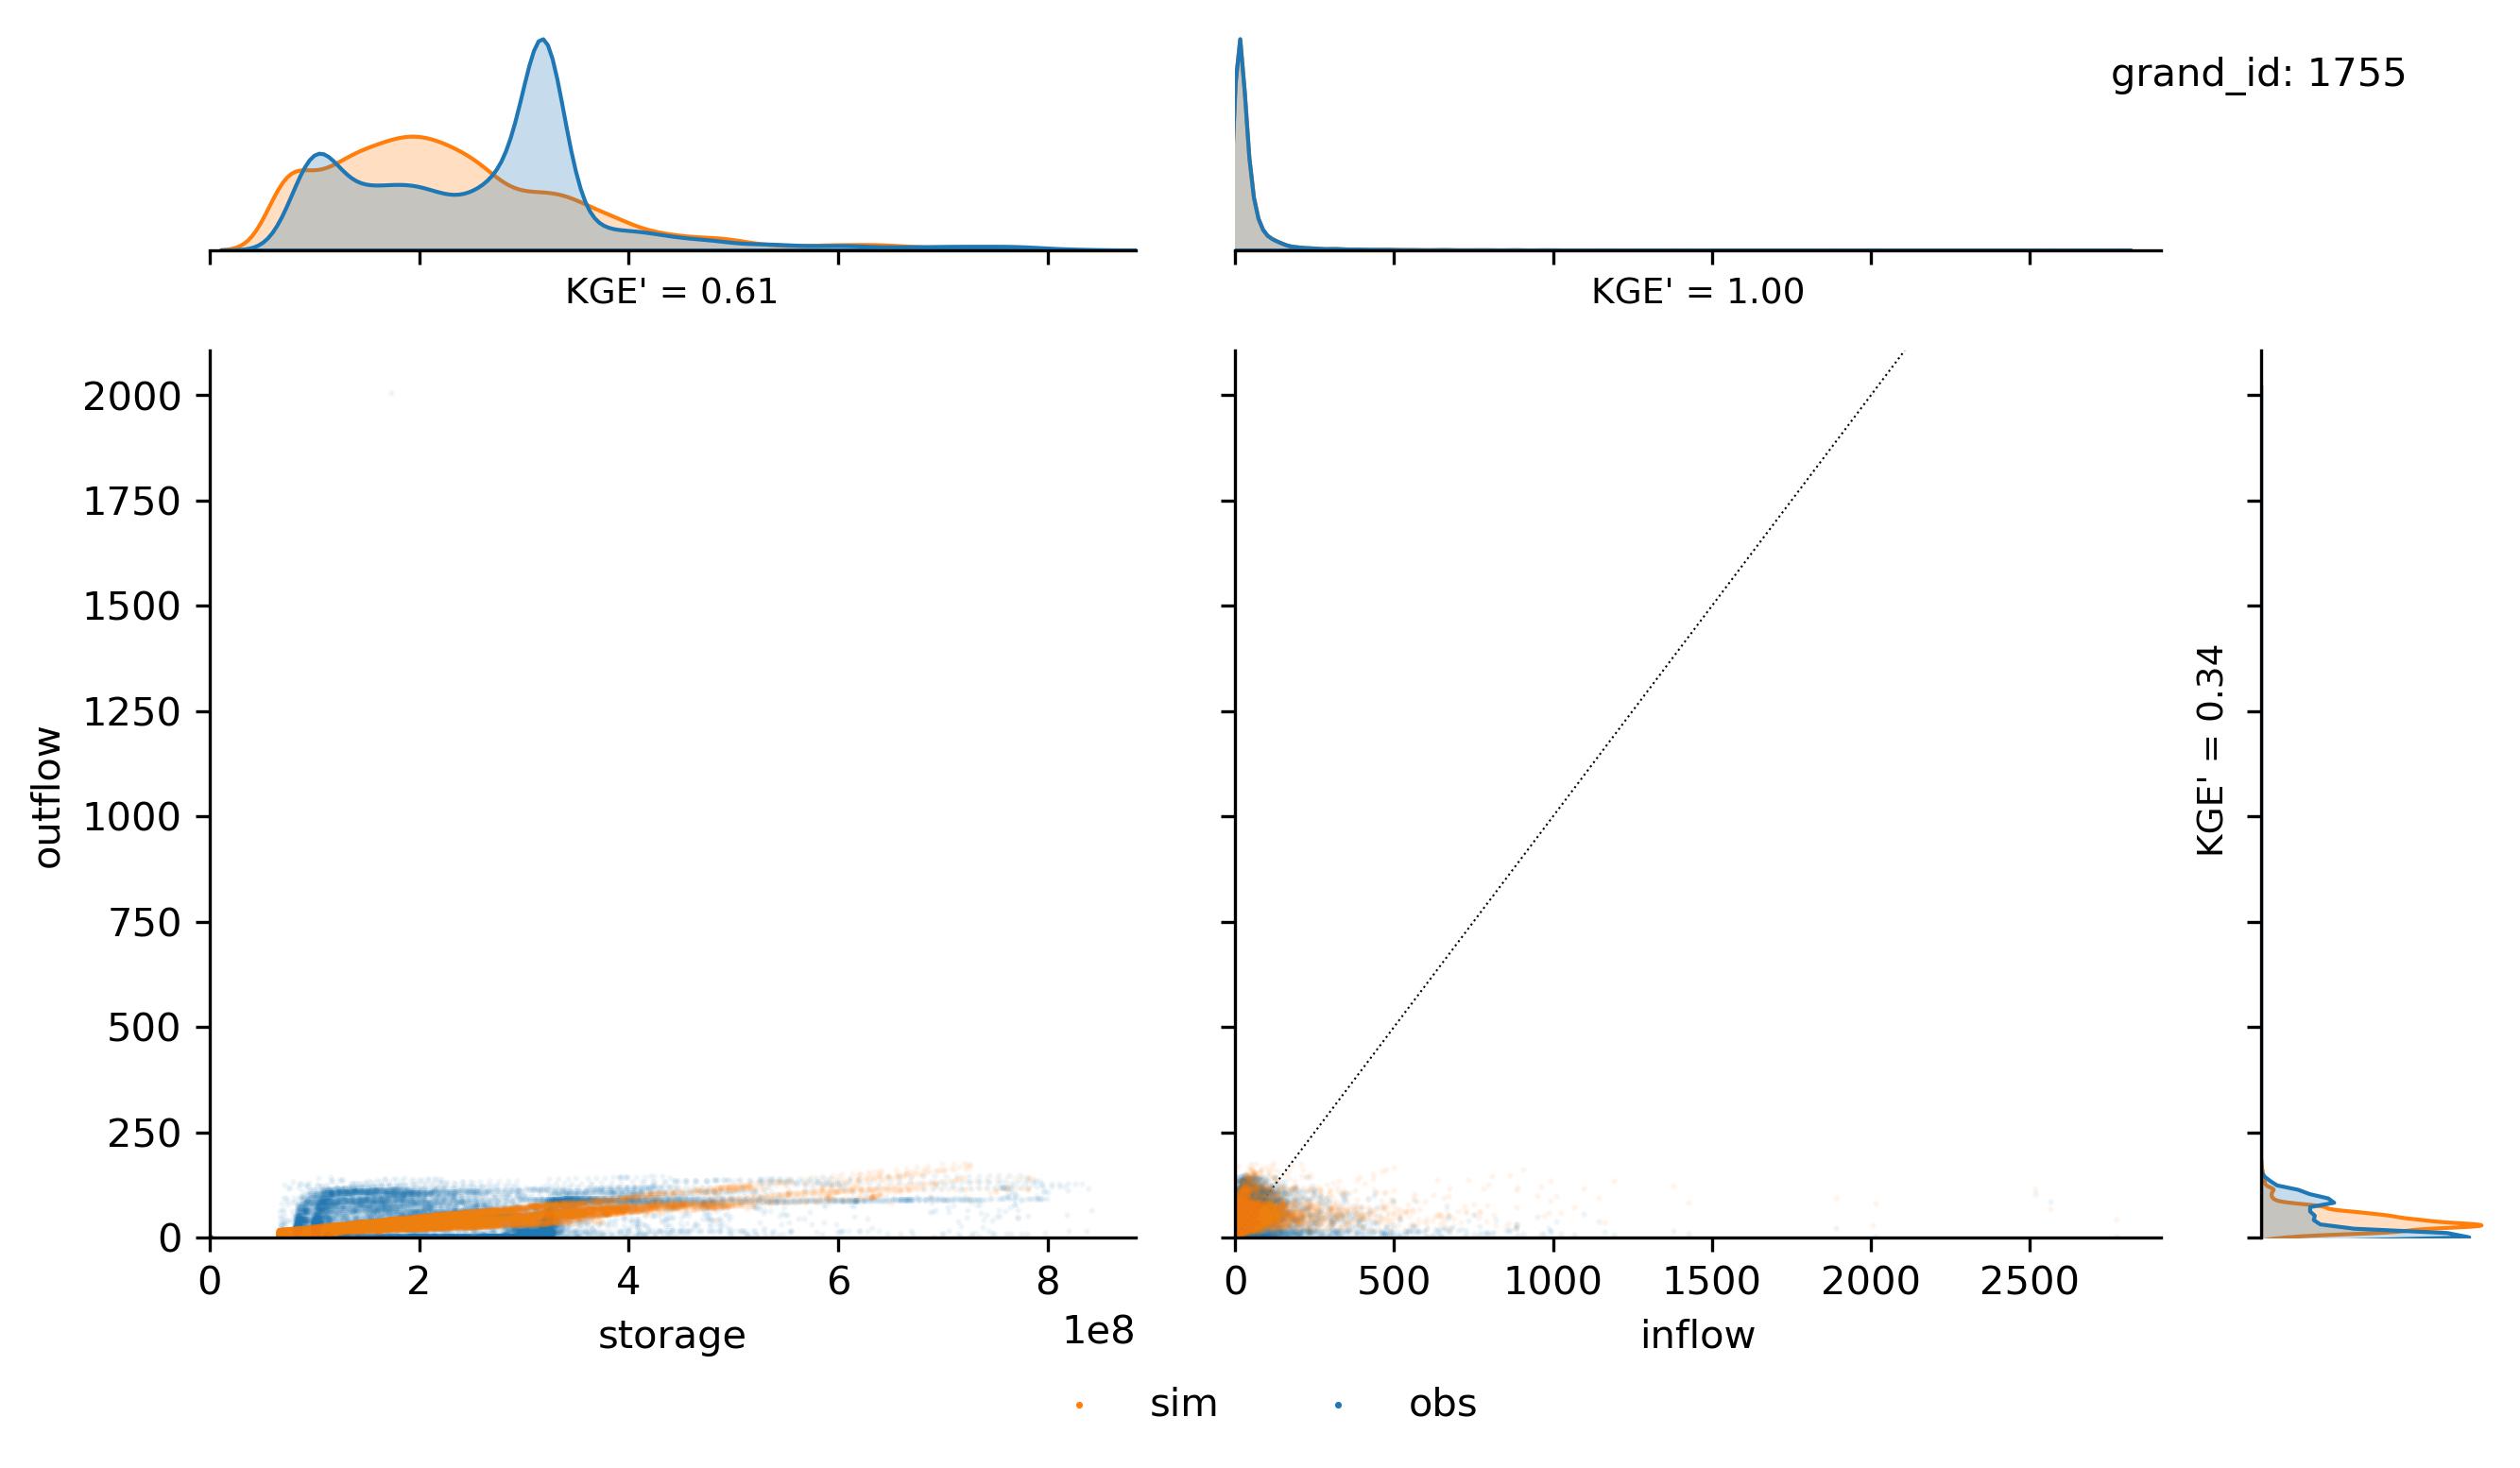 grand_id: 1755
KGE' = 0.61
KGE' = 1.00
2000
1750
1500
1250
1000
750
500
250
0
outflow
KGE' = 0.34
0 2 4 6 8
1e8
storage
0 500 1000 1500 2000 2500
inflow
sim obs